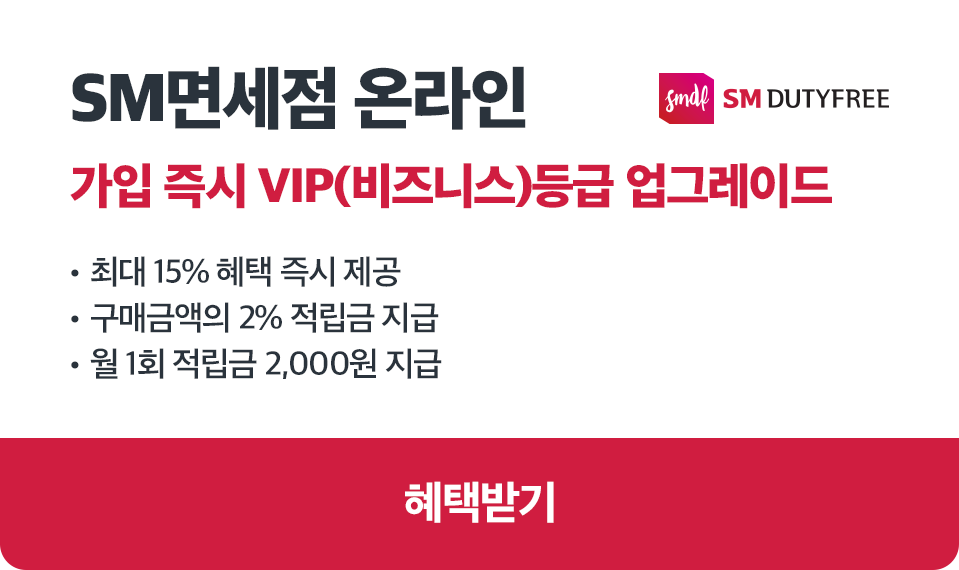 SM면세점 온라인
smdf SM DUTYFREE
가입 즉시 VIP(비즈니스)등급 업그레이드
• 최대 15% 혜택 즉시 제공
• 구매금액의 2% 적립금 지급
• 월 1회 적립금 2,000원 지급
혜택받기